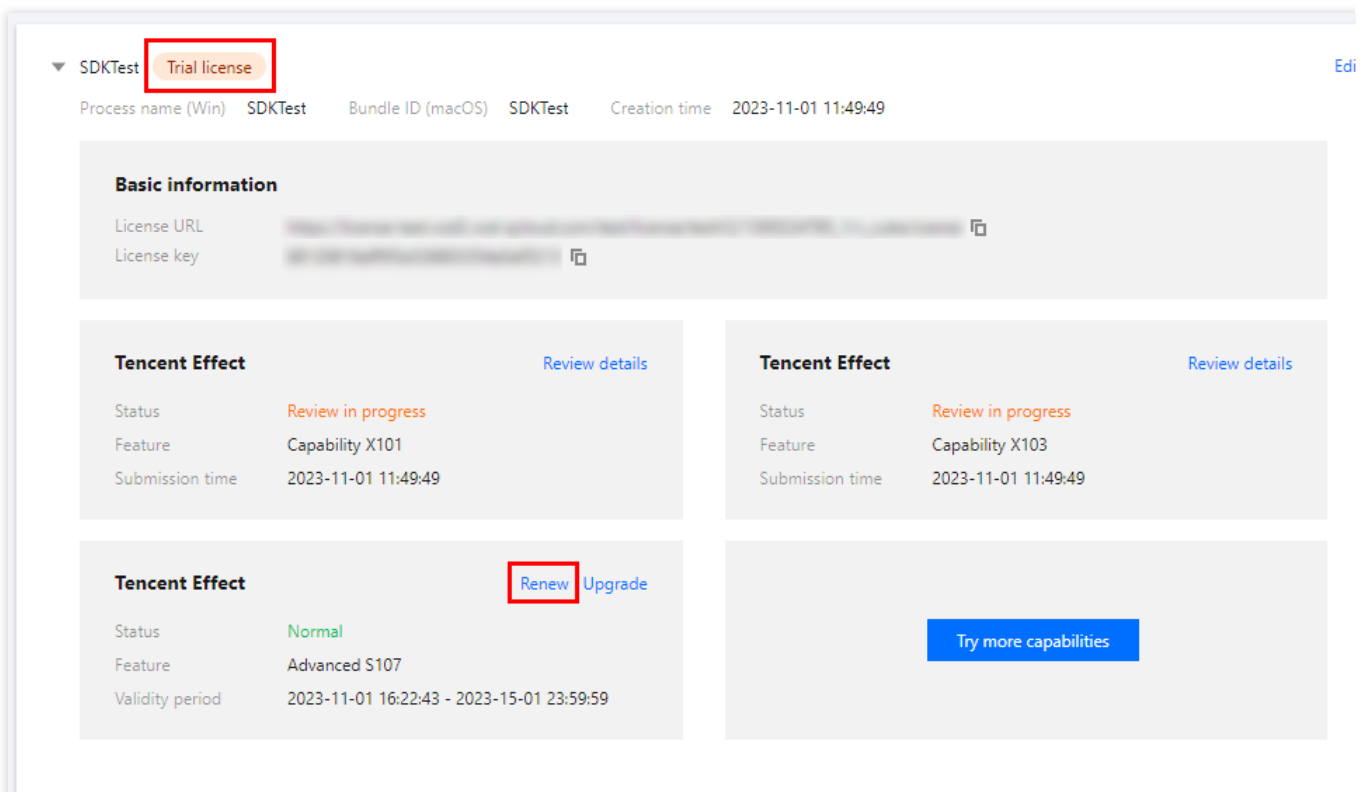 SDKTest Trial license Edi
Process name (Win) SDKTest Bundle ID (macOS) SDKTest Creation time 2023-11-01 11:49:49
Basic information
License URL
License key
Tencent Effect Review details
Status Review in progress
Feature Capability X101
Submission time 2023-11-01 11:49:49
Tencent Effect Review details
Status Review in progress
Feature Capability X103
Submission time 2023-11-01 11:49:49
Tencent Effect Renew Upgrade
Status Normal
Feature Advanced S107
Validity period 2023-11-01 16:22:43 - 2023-15-01 23:59:59
Try more capabilities